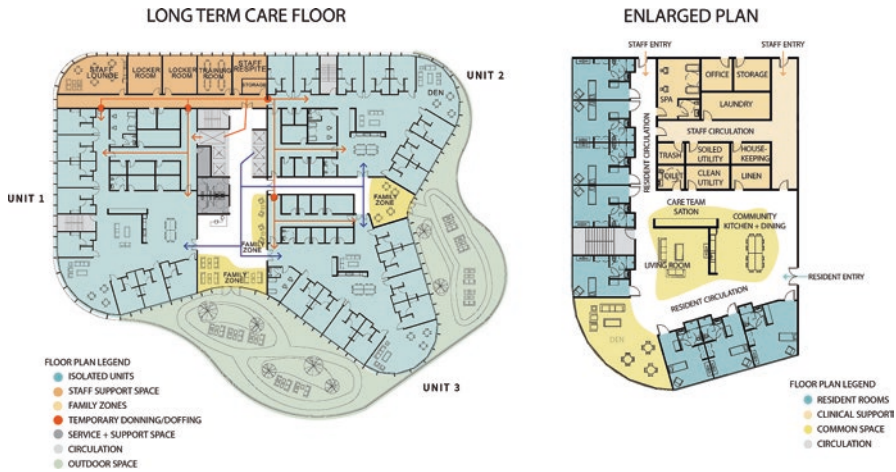 LONG TERM CARE FLOOR
STAFF LOUNGE
LOCKER ROOM
LOCKER ROOM
TRAINING ROOM
STAFF RESPITE
STORAGE
UNIT 2
DEN
UNIT 1
FAMILY ZONE
FAMILY ZONE
FAMILY ZONE
UNIT 3
FLOOR PLAN LEGEND
ISOLATED UNITS
STAFF SUPPORT SPACE
FAMILY ZONES
TEMPORARY DONNING/DOFFING
SERVICE + SUPPORT SPACE
CIRCULATION
OUTDOOR SPACE
ENLARGED PLAN
STAFF ENTRY
STAFF ENTRY
SPA
OFFICE
STORAGE
LAUNDRY
STAFF CIRCULATION
RESIDENT CIRCULATION
TRASH
SOILED UTILITY
HOUSE-KEEPING
TOILET
CLEAN UTILITY
LINEN
CARE TEAM
SATION
COMMUNITY
KITCHEN + DINING
LIVING ROOM
RESIDENT ENTRY
RESIDENT CIRCULATION
DEN
FLOOR PLAN LEGEND
RESIDENT ROOMS
CLINICAL SUPPORT
COMMON SPACE
CIRCULATION